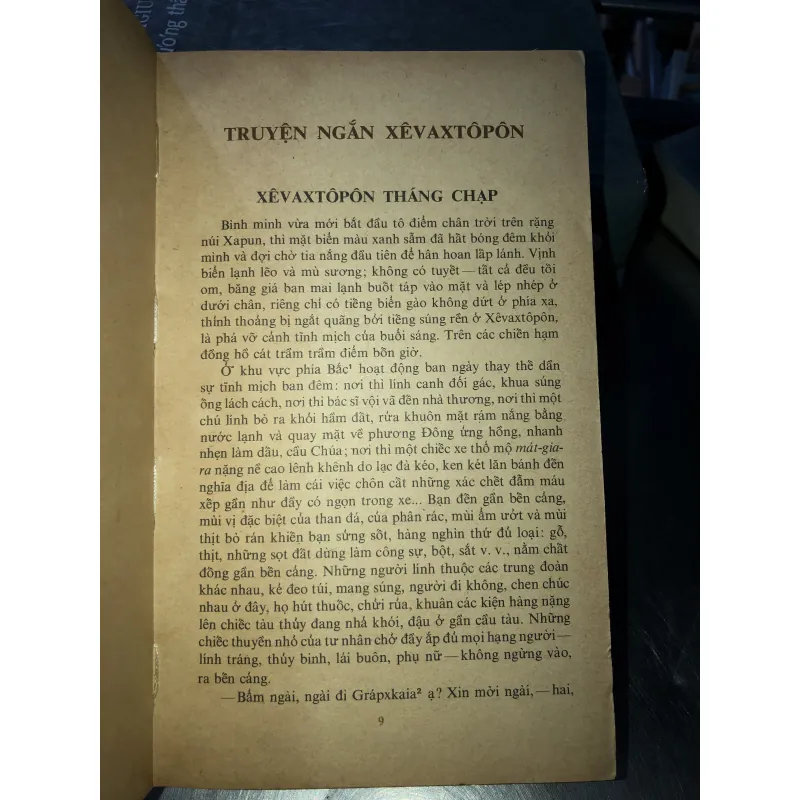 TRUYỆN NGẮN XÊVAXTÔPÔN
XÊVAXTÔPÔN THÁNG CHẠP
Bình minh vừa mới bắt đầu tô điểm chân trời trên rặng
núi Xapun, thì mặt biển màu xanh sẫm đã hất bóng đêm khỏi
mình và đợi chờ tia nắng đầu tiên để hân hoan lấp lánh. Vịnh
biển lạnh lẽo và mù sương; không có tuyết — tất cả đều tối
om, băng giá ban mai lạnh buốt táp vào mặt và lép nhép ở
dưới chân, riêng chỉ có tiếng biển gào không dứt ở phía xa,
thỉnh thoảng bị ngắt quãng bởi tiếng súng rền ở Xêvaxtôpôn,
là phá vỡ cảnh tĩnh mịch của buổi sáng. Trên các chiến hạm
đồng hồ cát trầm trầm điểm bốn giờ.
Ở khu vực phía Bắc¹ hoạt động ban ngày thay thế dần
sự tĩnh mịch ban đêm: nơi thì lính canh đổi gác, khua súng
ống lách cách, nơi thì bác sĩ vội vã đến nhà thương, nơi thì một
chú lính bò ra khỏi hầm đất, rửa khuôn mặt rám nắng bằng
nước lạnh và quay mặt về phương Đông ửng hồng, nhanh
nhẹn làm dấu, cầu Chúa; nơi thì một chiếc xe thồ mộ mát-gia-
ra nặng nề cao lênh khênh do lạc đà kéo, ken két lăn bánh đến
nghĩa địa để làm cái việc chôn cất những xác chết đẫm máu
xếp gần như đầy có ngọn trong xe... Bạn đến gần bến cảng,
mùi vị đặc biệt của than đá, của phân rác, mùi ẩm ướt và mùi
thịt bò rán khiến bạn sửng sốt, hàng nghìn thứ đủ loại: gỗ,
thịt, những sọt đất dùng làm công sự, bột, sắt v. v., nằm chất
đống gần bến cảng. Những người lính thuộc các trung đoàn
khác nhau, kẻ đeo túi, mang súng, người đi không, chen chúc
nhau ở đây, họ hút thuốc, chửi rủa, khuân các kiện hàng nặng
lên chiếc tàu thủy đang nhả khói, đậu ở gần cầu tàu. Những
chiếc thuyền nhỏ của tư nhân chở đầy ắp đủ mọi hạng người —
lính tráng, thủy binh, lái buôn, phụ nữ — không ngừng vào,
ra bến cảng.
— Bẩm ngài, ngài đi Grápxkaia² ạ? Xin mời ngài, — hai,
9